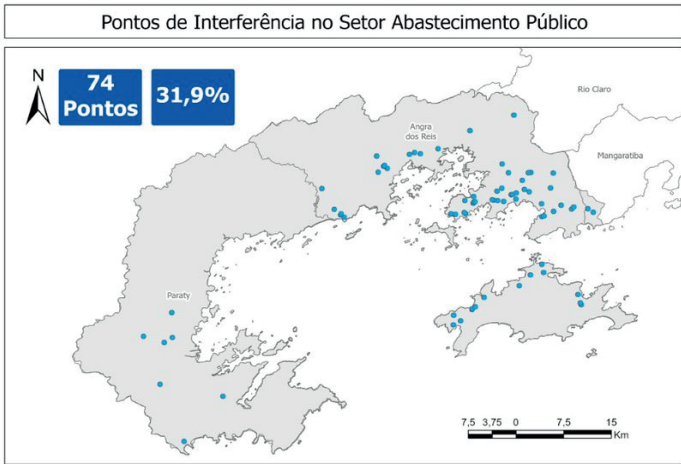 Pontos de Interferência no Setor Abastecimento Público
N
74
Pontos
31,9%
Rio Claro
Angra
dos Reis
Mangaratiba
Paraty
7,5 3,75 0 7,5 15
Km